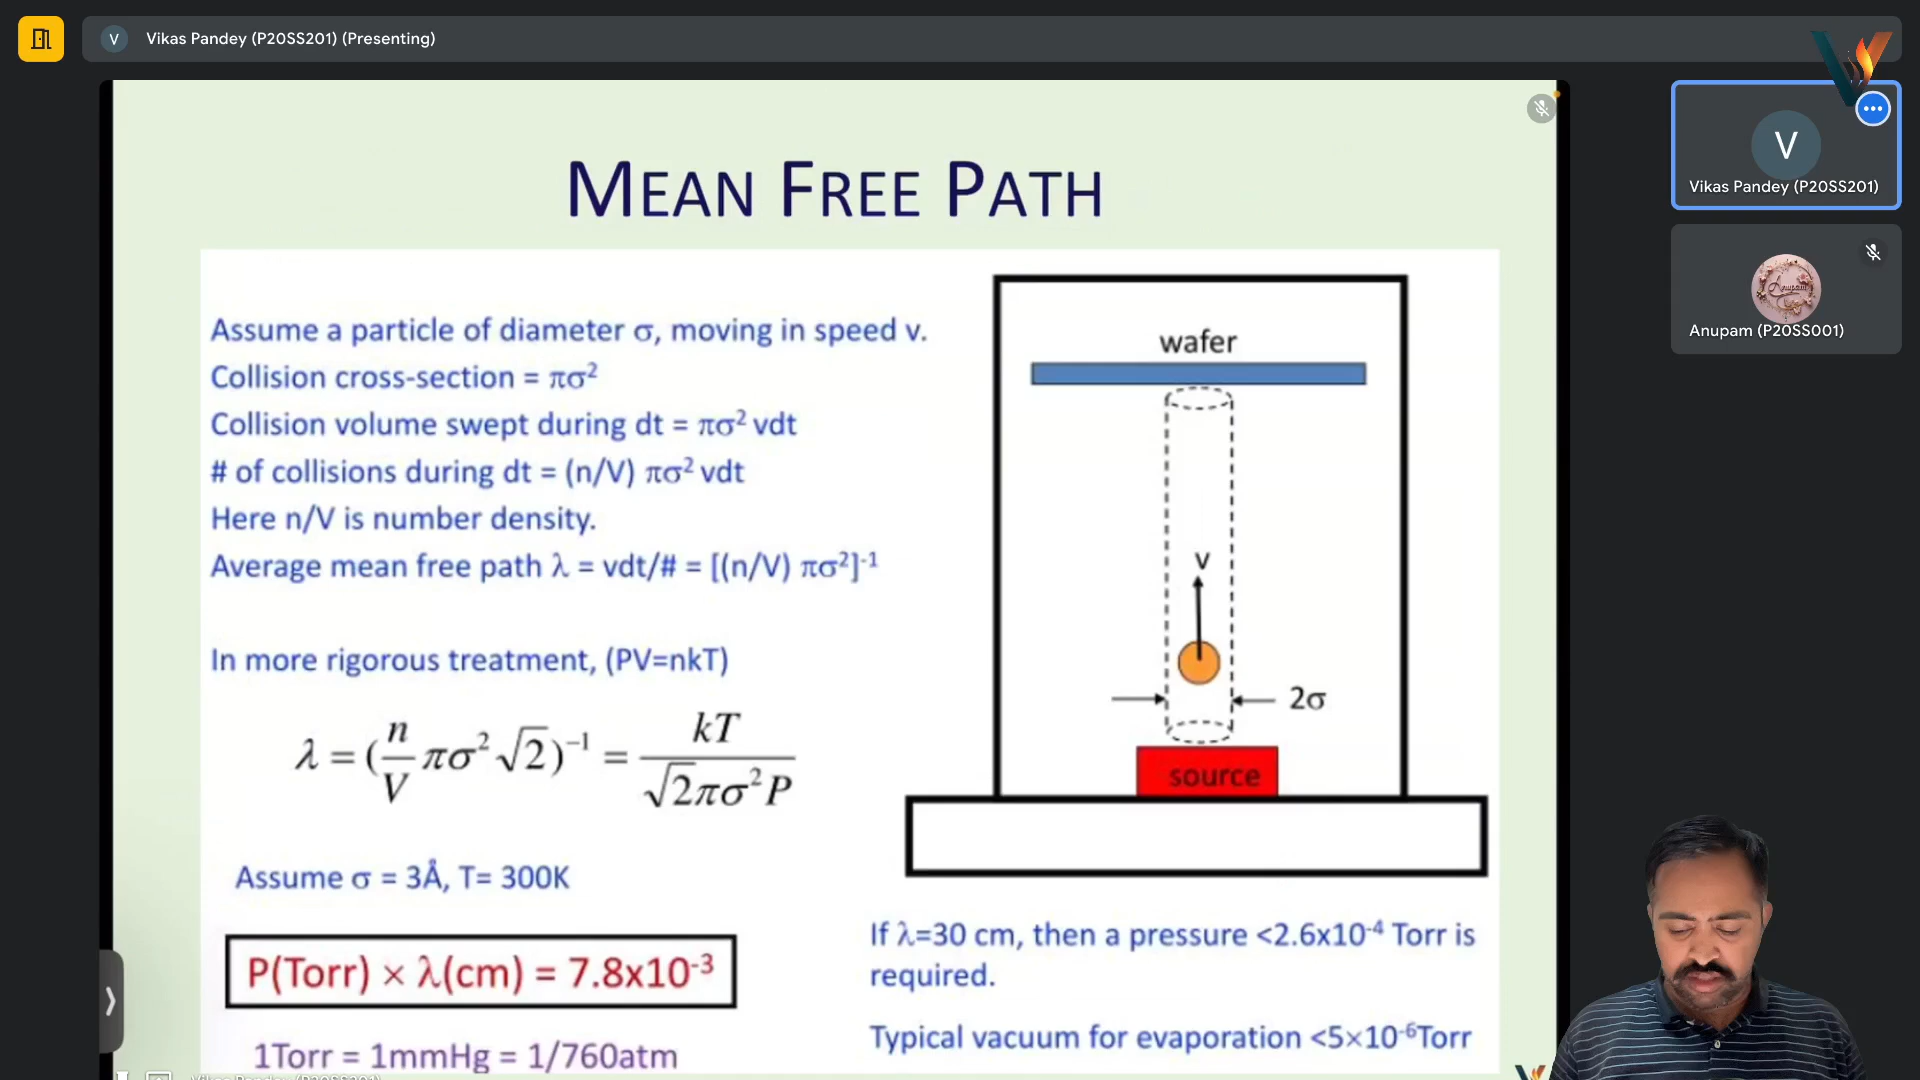 V Vikas Pandey (P20SS201) (Presenting)
MEAN FREE PATH
Assume a particle of diameter σ, moving in speed v.
Collision cross-section = πσ²
Collision volume swept during dt = πσ² vdt
# of collisions during dt = (n/V) πσ² vdt
Here n/V is number density.
Average mean free path λ = vdt/# = [(n/V) πσ²]⁻¹
In more rigorous treatment, (PV=nkT)
λ = (n/V πσ²√2)⁻¹ = kT / √2πσ²P
Assume σ = 3Å, T= 300K
P(Torr) × λ(cm) = 7.8x10⁻³
1Torr = 1mmHg = 1/760atm
wafer
v
2σ
source
If λ=30 cm, then a pressure <2.6x10⁻⁴ Torr is
required.
Typical vacuum for evaporation <5×10⁻⁶Torr
V
Vikas Pandey (P20SS201)
Anupam (P20SS001)
Vikas Pandey (P20SS201)